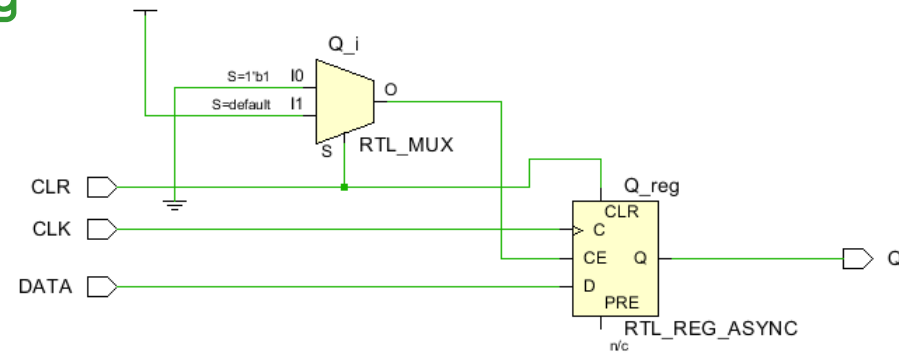 g
Q_i
S=1'b1 I0
S=default I1
O
S
RTL_MUX
CLR
CLK
DATA
Q_reg
CLR
C
CE Q
D
PRE
RTL_REG_ASYNC
n/c
Q